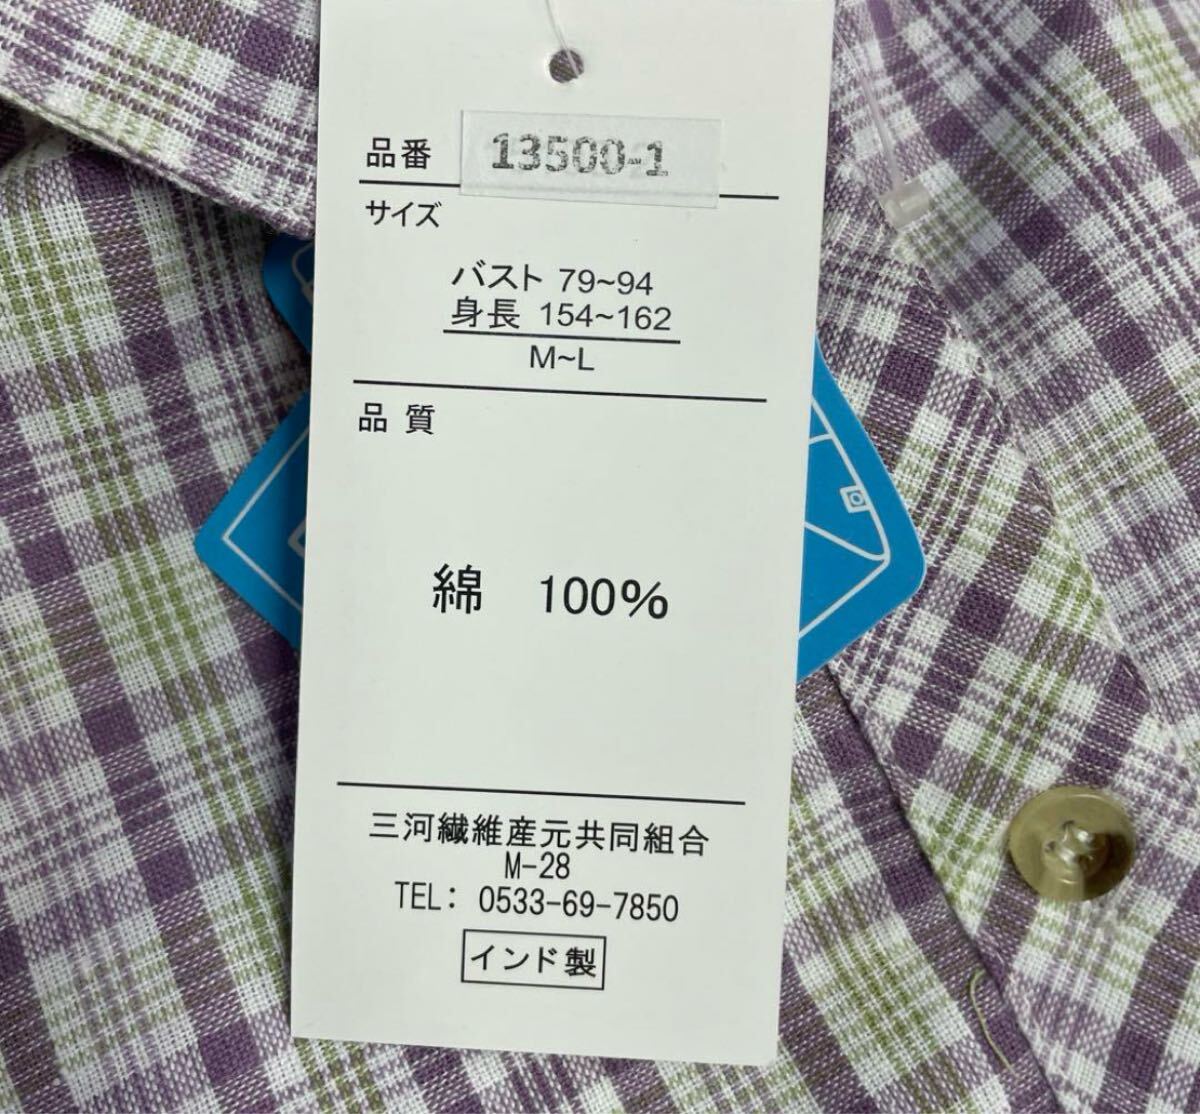 品番 13500-1
サイズ
バスト 79~94
身長 154~162
M~L
品質
綿 100%
三河繊維産元共同組合
M-28
TEL: 0533-69-7850
インド製